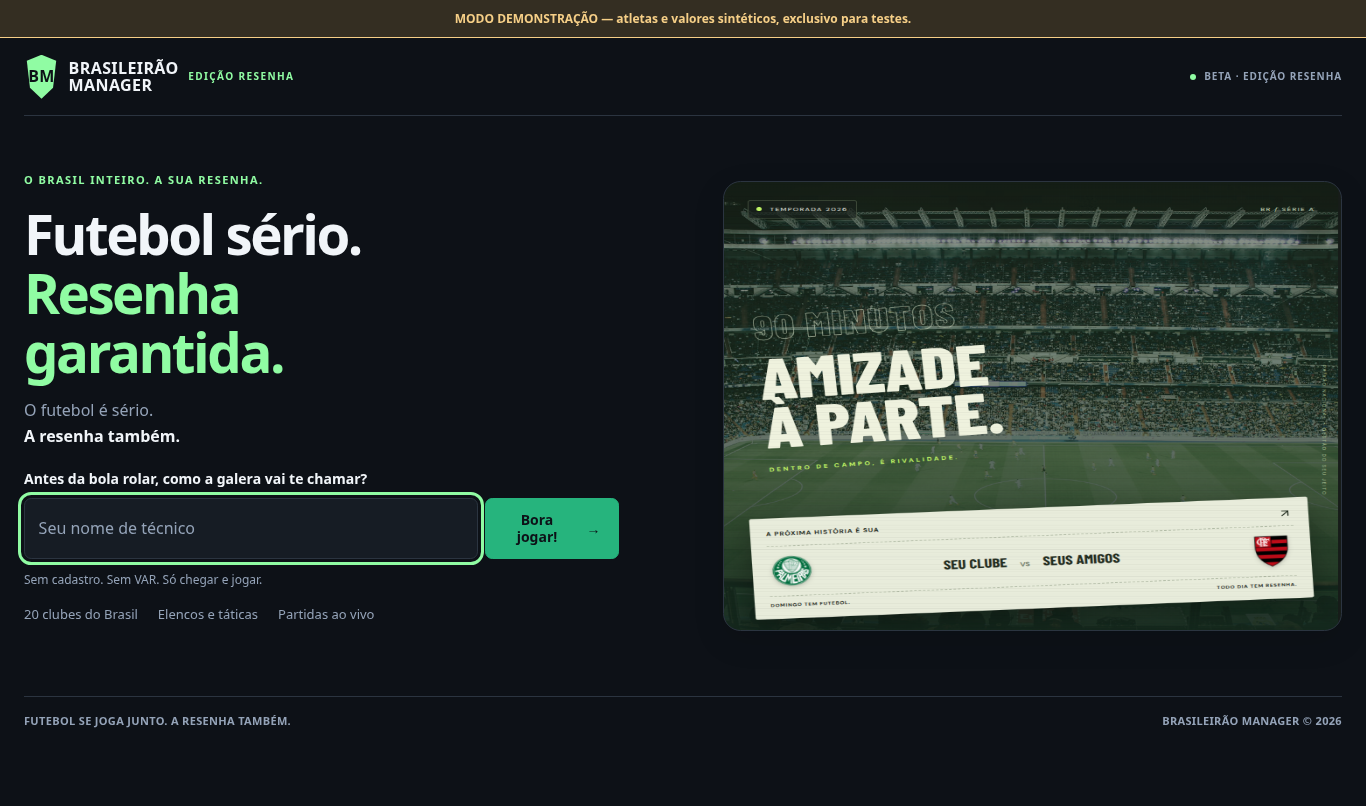 MODO DEMONSTRAÇÃO — atletas e valores sintéticos, exclusivo para testes.
BM
BRASILEIRÃO
MANAGER
EDIÇÃO RESENHA
BETA · EDIÇÃO RESENHA
O BRASIL INTEIRO. A SUA RESENHA.
Futebol sério.
Resenha
garantida.
O futebol é sério.
A resenha também.
Antes da bola rolar, como a galera vai te chamar?
Seu nome de técnico
Bora
jogar! →
Sem cadastro. Sem VAR. Só chegar e jogar.
20 clubes do Brasil
Elencos e táticas
Partidas ao vivo
TEMPORADA 2026
BR / SÉRIE A
90 MINUTOS
AMIZADE
À PARTE.
DENTRO DE CAMPO, É RIVALIDADE.
A PRÓXIMA HISTÓRIA É SUA
PALMEIRAS
SEU CLUBE VS SEUS AMIGOS
DOMINGO TEM FUTEBOL.
TODO DIA TEM RESENHA.
FUTEBOL SE JOGA JUNTO. A RESENHA TAMBÉM.
BRASILEIRÃO MANAGER © 2026